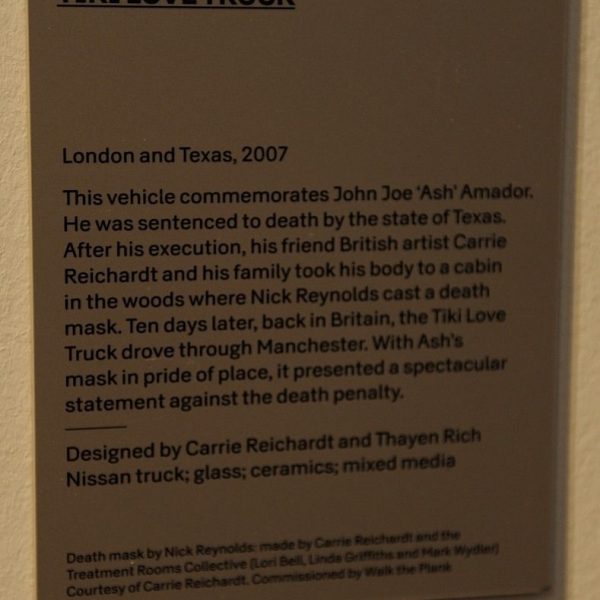 TIKI LOVE TRUCK
London and Texas, 2007
This vehicle commemorates John Joe ‘Ash’ Amador.
He was sentenced to death by the state of Texas.
After his execution, his friend British artist Carrie
Reichardt and his family took his body to a cabin
in the woods where Nick Reynolds cast a death
mask. Ten days later, back in Britain, the Tiki Love
Truck drove through Manchester. With Ash’s
mask in pride of place, it presented a spectacular
statement against the death penalty.
Designed by Carrie Reichardt and Thayen Rich
Nissan truck; glass; ceramics; mixed media
Death mask by Nick Reynolds: made by Carrie Reichardt and the
Treatment Rooms Collective (Lori Bell, Linda Griffiths and Mark Wydler)
Courtesy of Carrie Reichardt. Commissioned by Walk the Plank